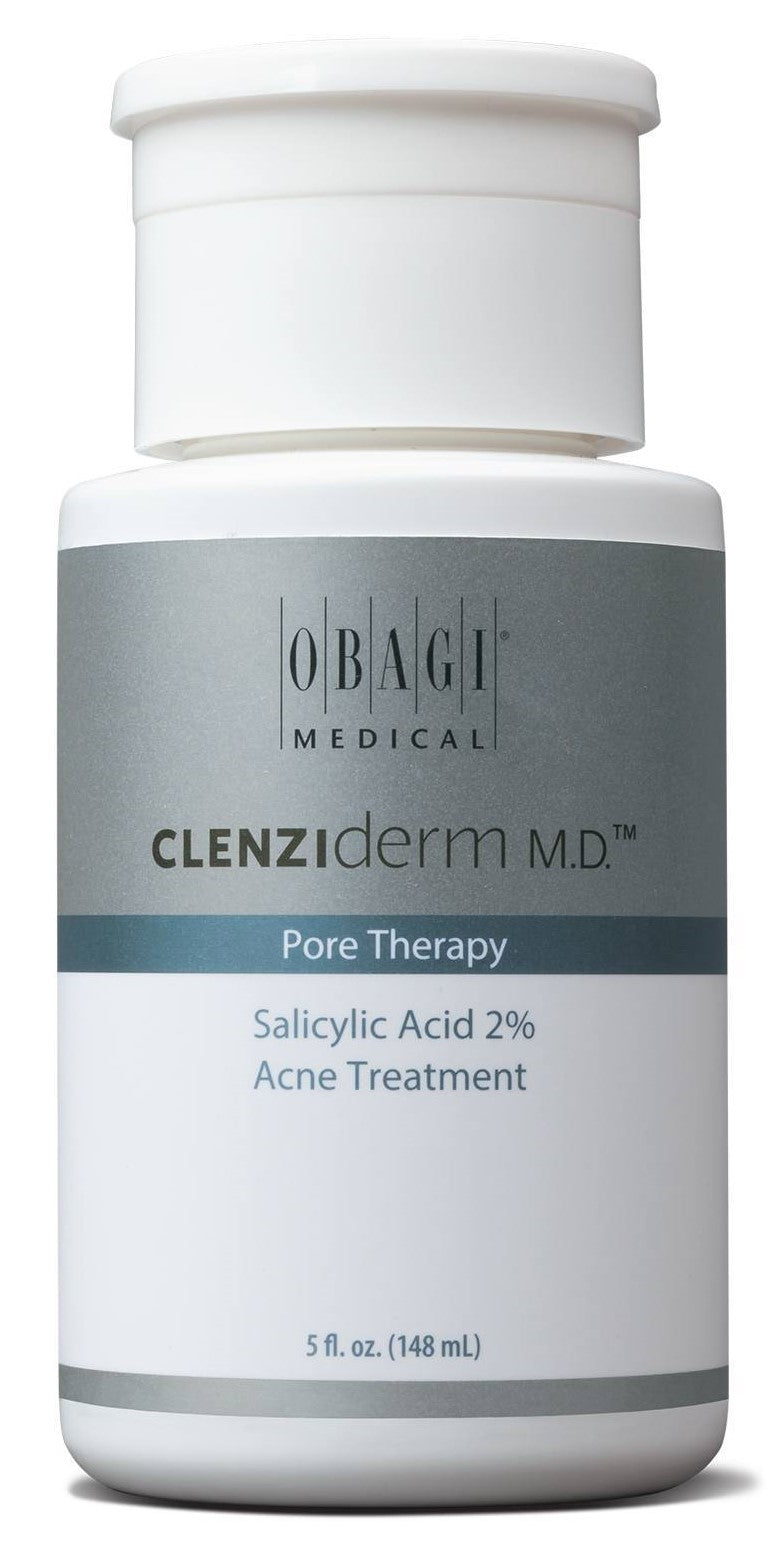 OBAGI®
MEDICAL
CLENZIderm M.D.™
Pore Therapy
Salicylic Acid 2%
Acne Treatment
5 fl. oz. (148 mL)